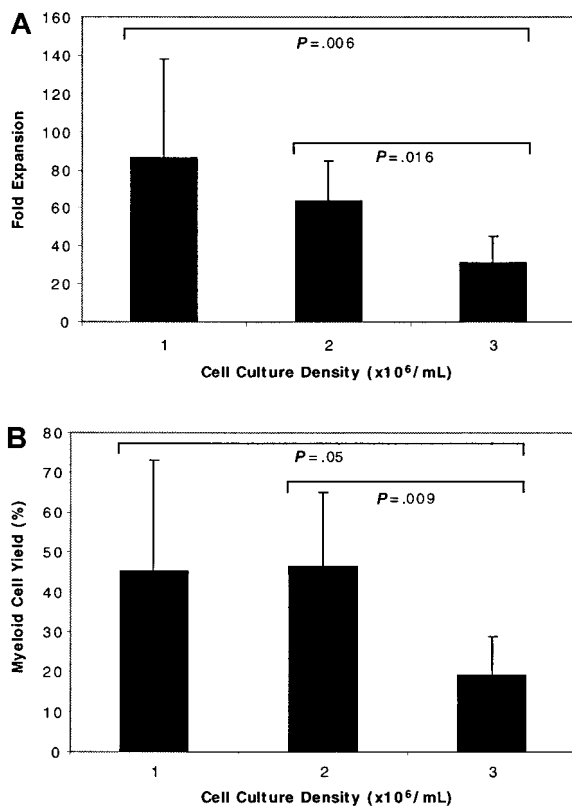 A
160
140
120
100
80
60
40
20
0
Fold Expansion
P=.006
P=.016
1 2 3
Cell Culture Density (x10⁶/mL)
B
80
70
60
50
40
30
20
10
0
Myeloid Cell Yield (%)
P=.05
P=.009
1 2 3
Cell Culture Density (x10⁶/mL)